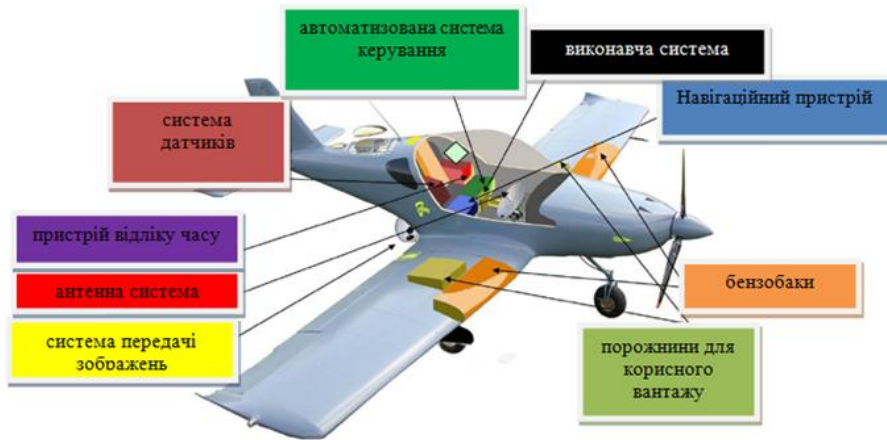 автоматизована система
керування
виконавча система
Навігаційний пристрій
система
датчиків
пристрій відліку часу
антенна система
бензобаки
система передачі
зображень
порожнини для
корисного
вантажу